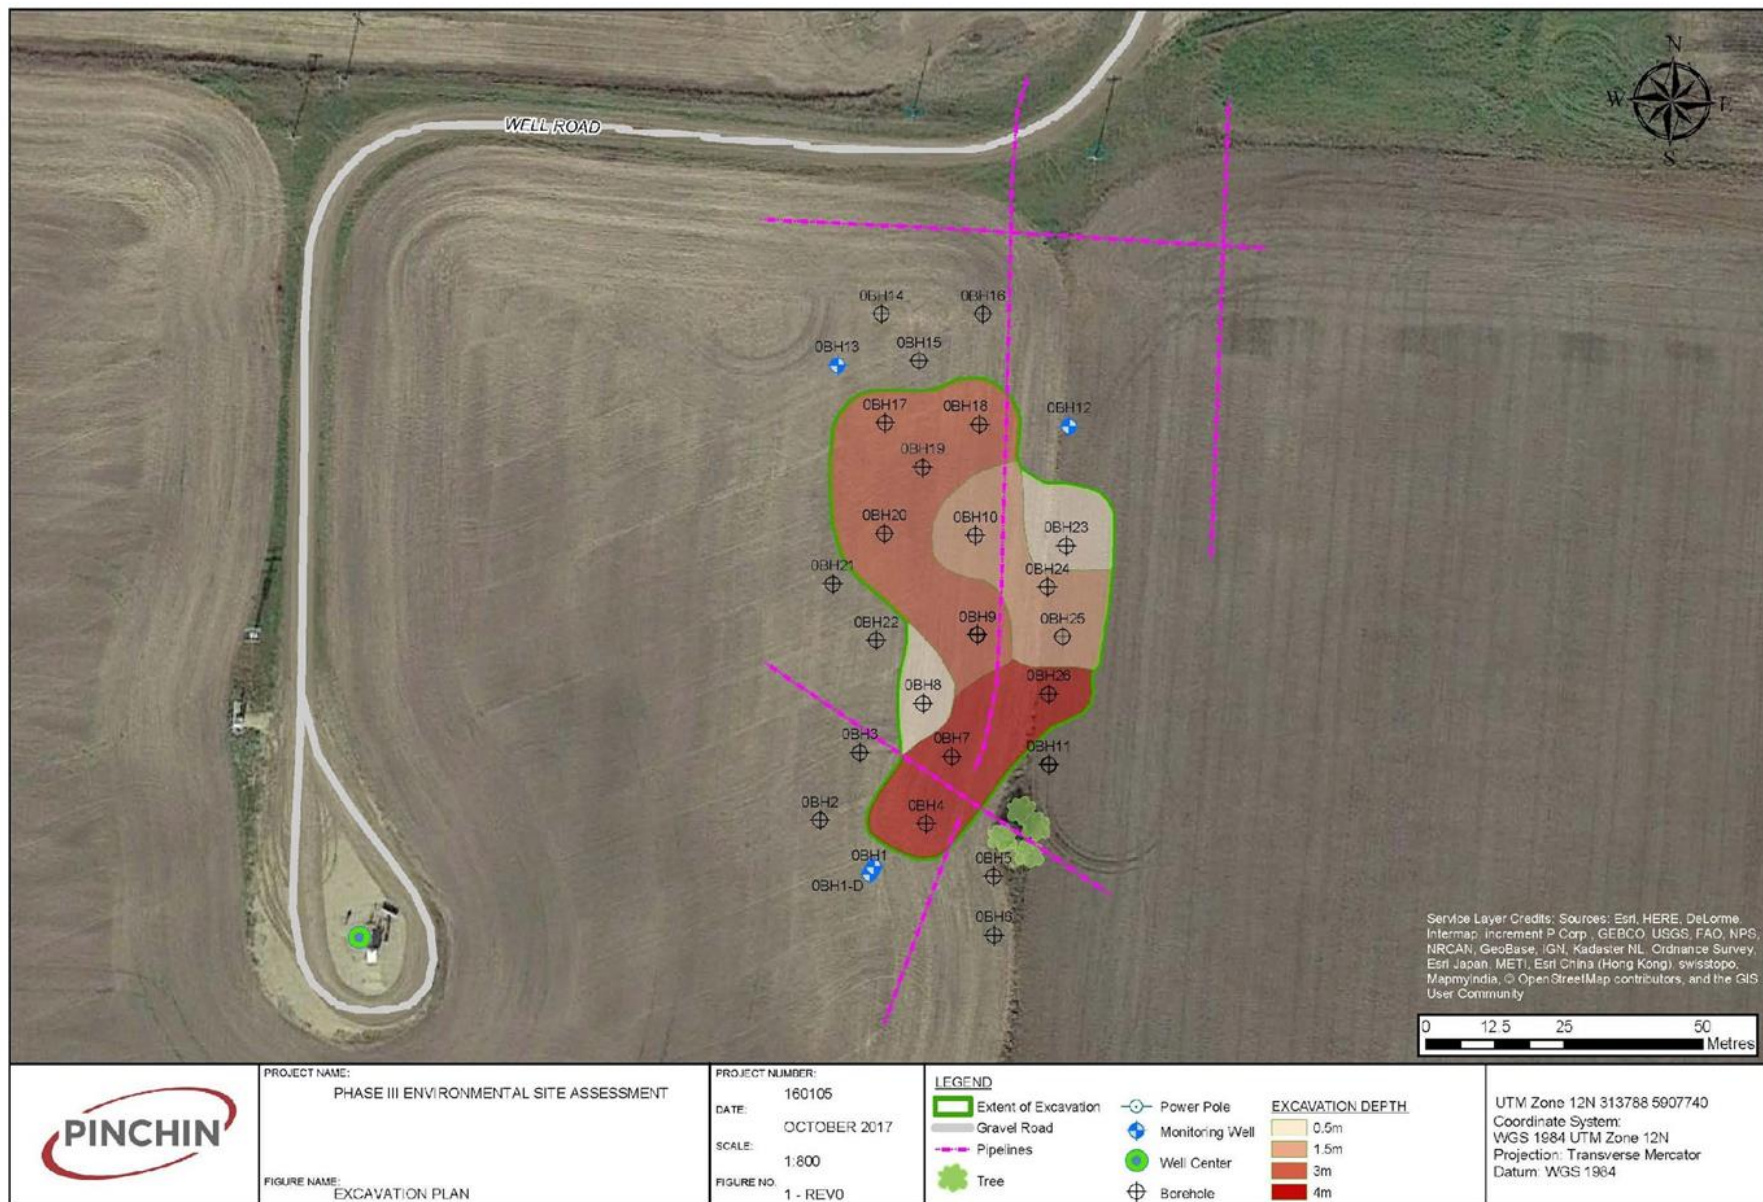 WELL ROAD
N
W
E
S
0BH14
0BH16
0BH13
0BH15
0BH17
0BH18
0BH12
0BH19
0BH20
0BH10
0BH23
0BH21
0BH24
0BH22
0BH9
0BH25
0BH8
0BH26
0BH3
0BH7
0BH11
0BH2
0BH4
0BH1
0BH1-D
0BH5
0BH6
Service Layer Credits: Sources: Esri, HERE, DeLorme,
Intermap, increment P Corp., GEBCO, USGS, FAO, NPS,
NRCAN, GeoBase, IGN, Kadaster NL, Ordnance Survey,
Esri Japan, METI, Esri China (Hong Kong), swisstopo,
MapmyIndia, © OpenStreetMap contributors, and the GIS
User Community
0 12.5 25 50
Metres
PINCHIN
PROJECT NAME:
PHASE III ENVIRONMENTAL SITE ASSESSMENT
FIGURE NAME:
EXCAVATION PLAN
PROJECT NUMBER:
160105
DATE:
OCTOBER 2017
SCALE:
1:800
FIGURE NO.
1 - REV0
LEGEND
Extent of Excavation
Gravel Road
Pipelines
Tree
Power Pole
Monitoring Well
Well Center
Borehole
EXCAVATION DEPTH
0.5m
1.5m
3m
4m
UTM Zone 12N 313788 5907740
Coordinate System:
WGS 1984 UTM Zone 12N
Projection: Transverse Mercator
Datum: WGS 1984